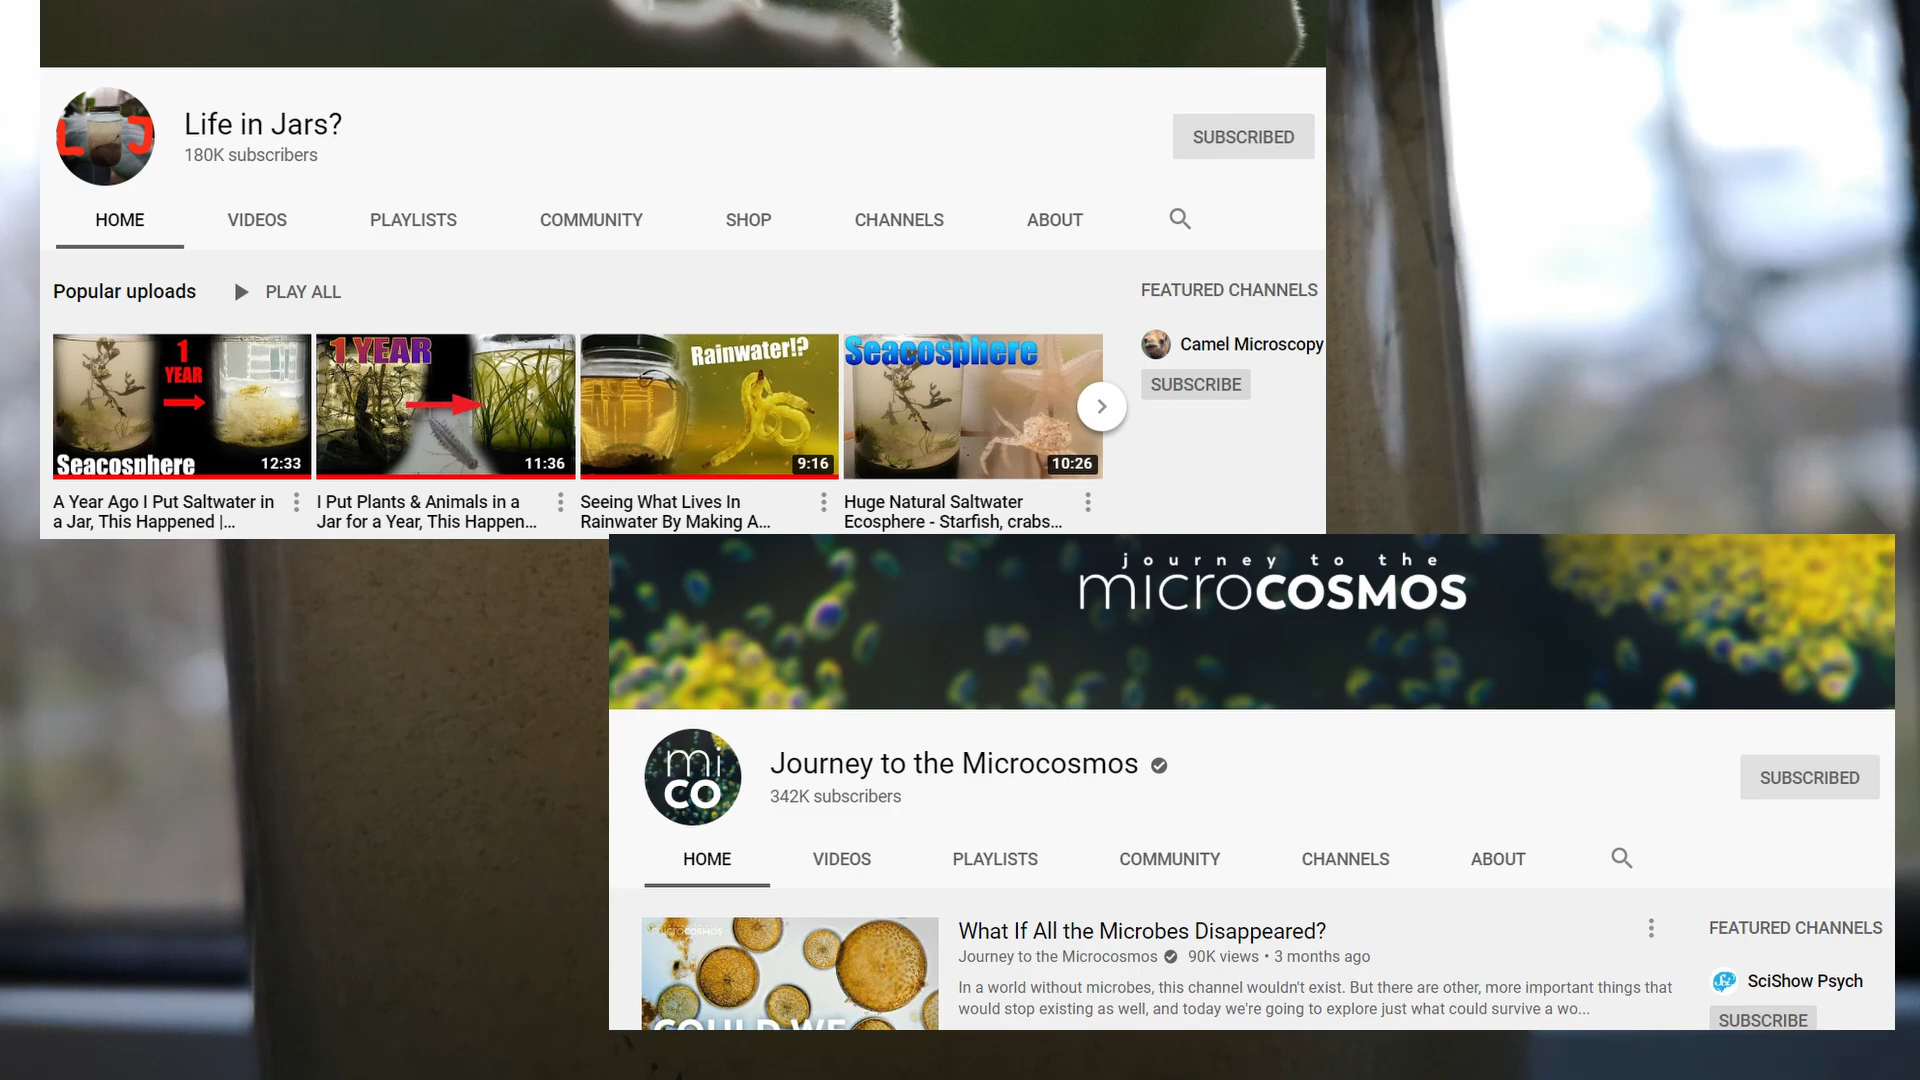 L J
Life in Jars?
180K subscribers
SUBSCRIBED
HOME VIDEOS PLAYLISTS COMMUNITY SHOP CHANNELS ABOUT
Popular uploads PLAY ALL
FEATURED CHANNELS
Camel Microscopy
SUBSCRIBE
1
YEAR
Seacosphere
12:33
1 YEAR
11:36
Rainwater!?
9:16
Seacosphere
10:26
A Year Ago I Put Saltwater in
a Jar, This Happened |...
I Put Plants & Animals in a
Jar for a Year, This Happen...
Seeing What Lives In
Rainwater By Making A...
Huge Natural Saltwater
Ecosphere - Starfish, crabs...
journey to the
microCOSMOS
mi
co
Journey to the Microcosmos
342K subscribers
SUBSCRIBED
HOME VIDEOS PLAYLISTS COMMUNITY CHANNELS ABOUT
microCOSMOS
COULD WE
What If All the Microbes Disappeared?
Journey to the Microcosmos 90K views • 3 months ago
In a world without microbes, this channel wouldn't exist. But there are other, more important things that
would stop existing as well, and today we're going to explore just what could survive a wo...
FEATURED CHANNELS
SciShow Psych
SUBSCRIBE